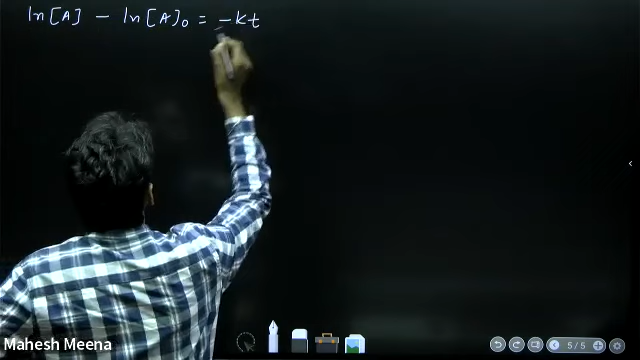 ln[A] - ln[A]₀ = -kt
Mahesh Meena
5/5